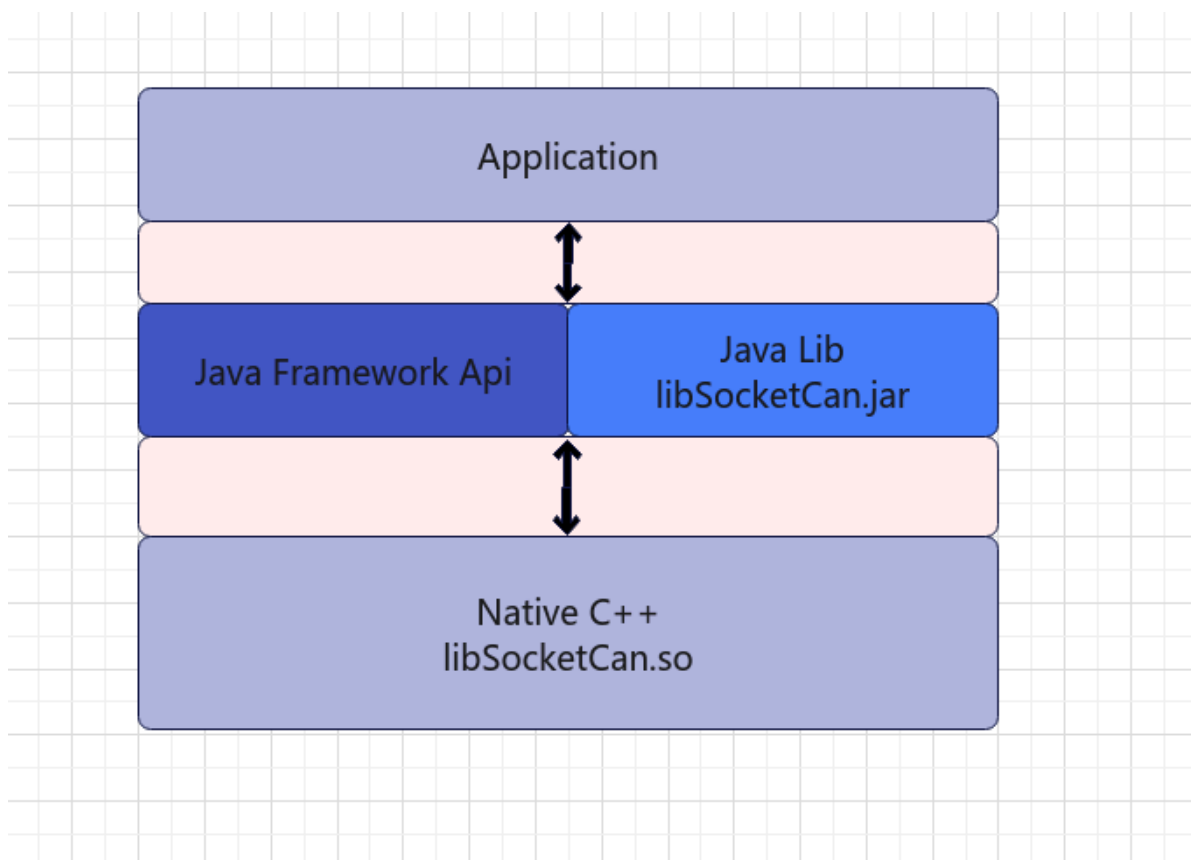 Application
Java Framework Api
Java Lib
libSocketCan.jar
Native C++
libSocketCan.so